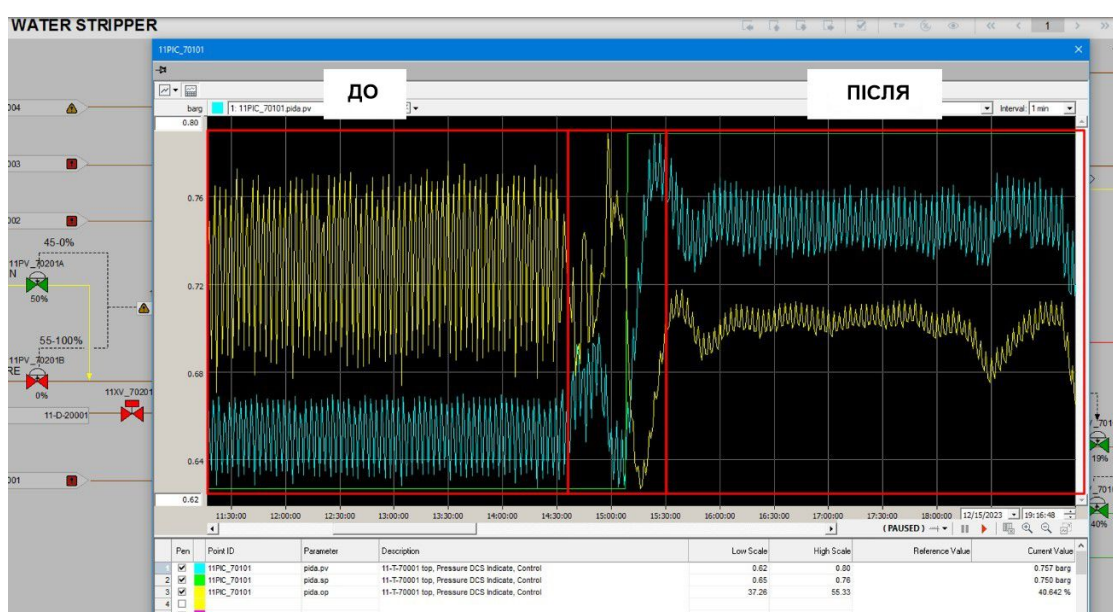 WATER STRIPPER
1
11PIC_70101
ДО
ПІСЛЯ
barg
1: 11PIC_70101.pida.pv
Interval: 1 min
0.80
0.76
0.72
0.68
0.64
0.62
004
003
002
45-0%
11PV_70201A
N
50%
55-100%
11PV_70201B
RE
0%
11XV_70201
11-D-20001
001
19%
40%
11:30:00 12:00:00 12:30:00 13:00:00 13:30:00 14:00:00 14:30:00 15:00:00 15:30:00 16:00:00 16:30:00 17:00:00 17:30:00 18:00:00 12/15/2023 19:16:48
(PAUSED)
Pen Point ID Parameter Description Low Scale High Scale Reference Value Current Value
1 11PIC_70101 pida.pv 11-T-70001 top, Pressure DCS Indicate, Control 0.62 0.80 0.757 barg
2 11PIC_70101 pida.sp 11-T-70001 top, Pressure DCS Indicate, Control 0.65 0.76 0.750 barg
3 11PIC_70101 pida.op 11-T-70001 top, Pressure DCS Indicate, Control 37.26 55.33 40.642 %
4